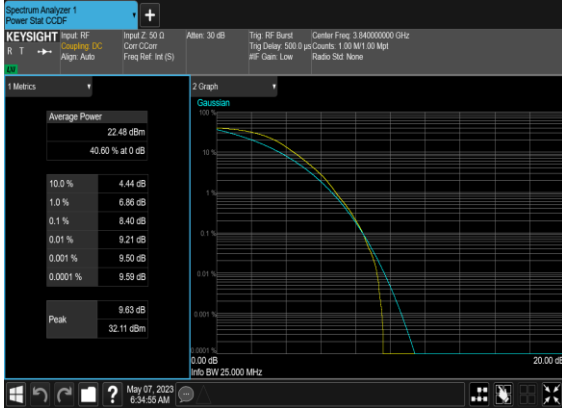 Spectrum Analyzer 1
Power Stat CCDF
+
KEYSIGHT
R T
Input: RF
Coupling: DC
Align: Auto
Input Z: 50 Ω
Corr CCorr
Freq Ref: Int (S)
Atten: 30 dB
Trig: RF Burst
Trig Delay: 500.0 µs
#IF Gain: Low
Center Freq: 3.840000000 GHz
Counts: 1.00 M/1.00 Mpt
Radio Std: None
1 Metrics
Average Power
22.48 dBm
40.60 % at 0 dB
10.0 % 4.44 dB
1.0 % 6.86 dB
0.1 % 8.40 dB
0.01 % 9.21 dB
0.001 % 9.50 dB
0.0001 % 9.59 dB
Peak
9.63 dB
32.11 dBm
2 Graph
Gaussian
100 %
10 %
1 %
0.1 %
0.01 %
0.001 %
0.0001 %
0.00 dB
20.00 dB
Info BW 25.000 MHz
?
May 07, 2023
6:34:55 AM